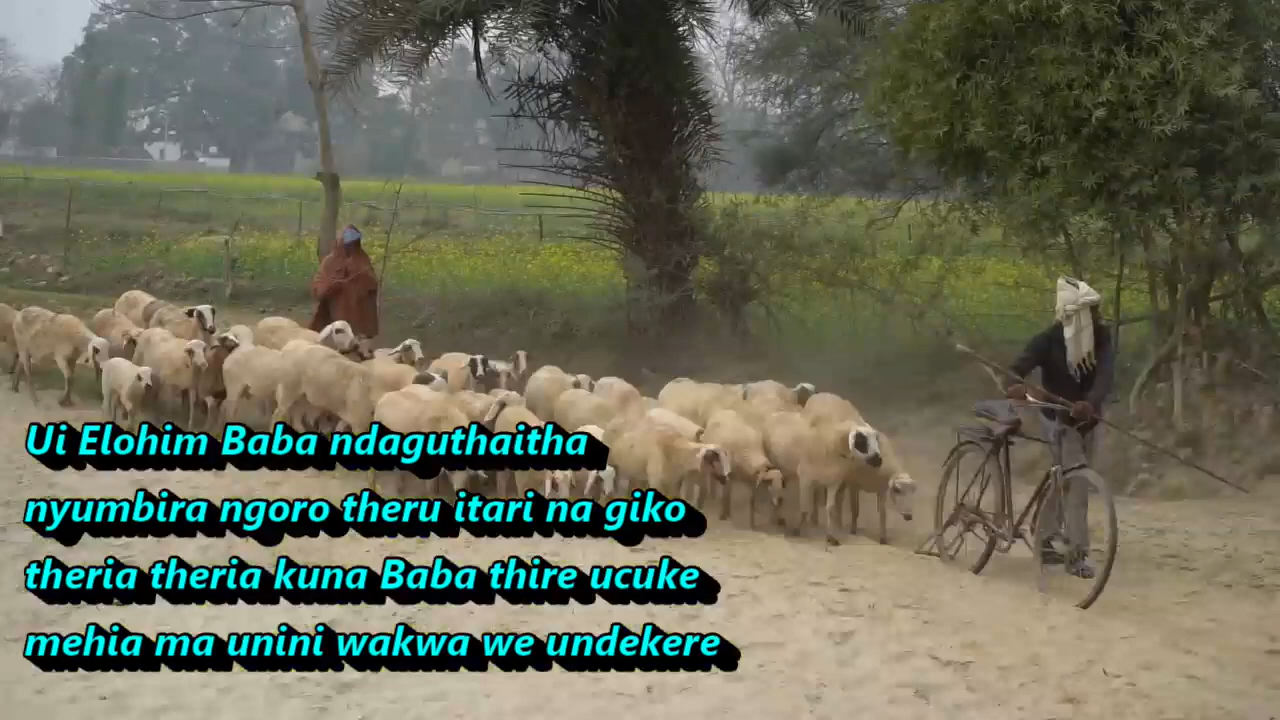 Ui Elohim Baba ndaguthaitha
nyumbira ngoro theru itari na giko
theria theria kuna Baba thire ucuke
mehia ma unini wakwa we undekere